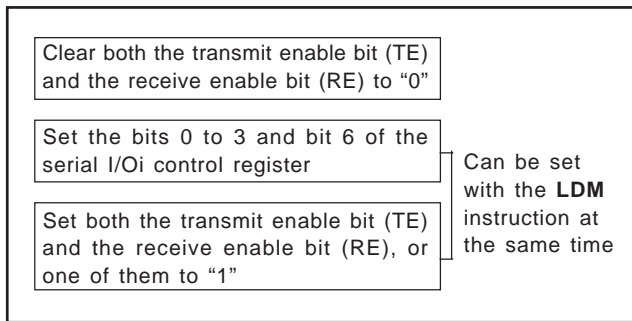 Clear both the transmit enable bit (TE)
and the receive enable bit (RE) to “0”
Set the bits 0 to 3 and bit 6 of the
serial I/Oi control register
Set both the transmit enable bit (TE)
and the receive enable bit (RE), or
one of them to “1”
Can be set
with the LDM
instruction at
the same time